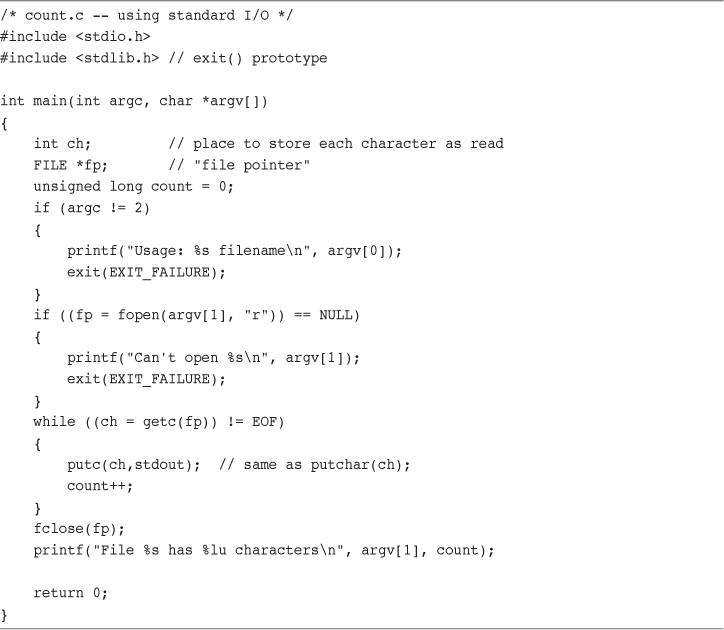 /* count.c -- using standard I/O */
#include <stdio.h>
#include <stdlib.h> // exit() prototype

int main(int argc, char *argv[])
{
    int ch;         // place to store each character as read
    FILE *fp;       // "file pointer"
    unsigned long count = 0;
    if (argc != 2)
    {
        printf("Usage: %s filename\n", argv[0]);
        exit(EXIT_FAILURE);
    }
    if ((fp = fopen(argv[1], "r")) == NULL)
    {
        printf("Can't open %s\n", argv[1]);
        exit(EXIT_FAILURE);
    }
    while ((ch = getc(fp)) != EOF)
    {
        putc(ch,stdout);  // same as putchar(ch);
        count++;
    }
    fclose(fp);
    printf("File %s has %lu characters\n", argv[1], count);

    return 0;
}